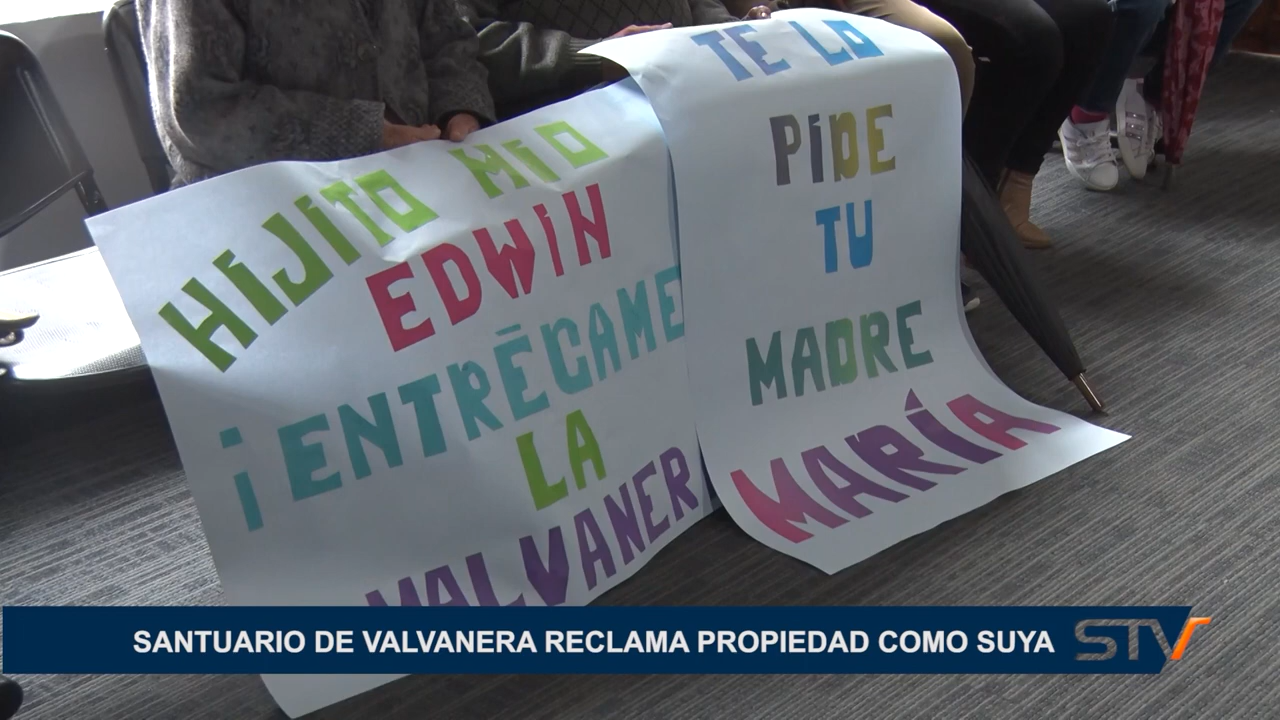 HIJITO MIO
EDWIN
¡ENTRÉGAME
LA
VALVANER
TE LO
PIDE
TU
MADRE
MARÍA
SANTUARIO DE VALVANERA RECLAMA PROPIEDAD COMO SUYA
STV